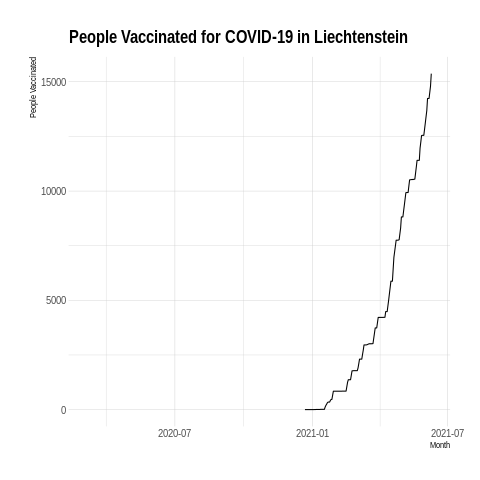 People Vaccinated for COVID-19 in Liechtenstein
People Vaccinated
15000
10000
5000
0
2020-07
2021-01
2021-07
Month